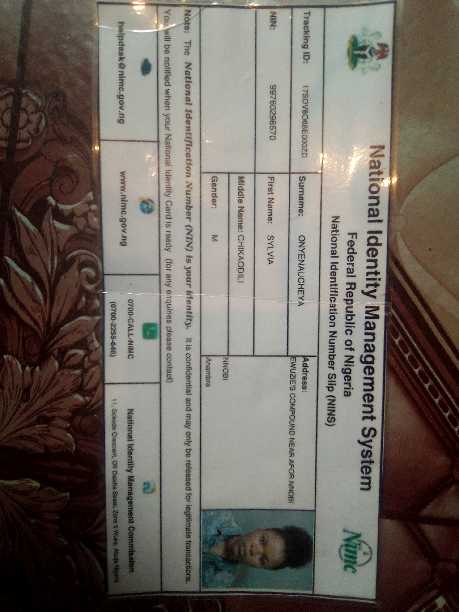 National Identity Management System
Federal Republic of Nigeria
National Identification Number Slip (NINS)
Nimc
Tracking ID:
Surname: ONYENAUCHEYA
Address:
EWUZIE'S COMPOUND NEAR AFOR NNOBI
NIN: 99760296570
First Name: SYLVIA
Middle Name: CHIKAODILI
NNOBI
Gender: M
Anambra
Note: The National Identification Number (NIN) is your identity. It is confidential and may only be released for legitimate transactions.
You will be notified when your National Identity Card is ready (for any enquiries please contact)
helpdesk@nimc.gov.ng
www.nimc.gov.ng
0700-CALL-NIMC
(0700-2255-646)
National Identity Management Commission
11, Sokode Crescent, Off Dalaba Street, Zone 5 Wuse, Abuja Nigeria